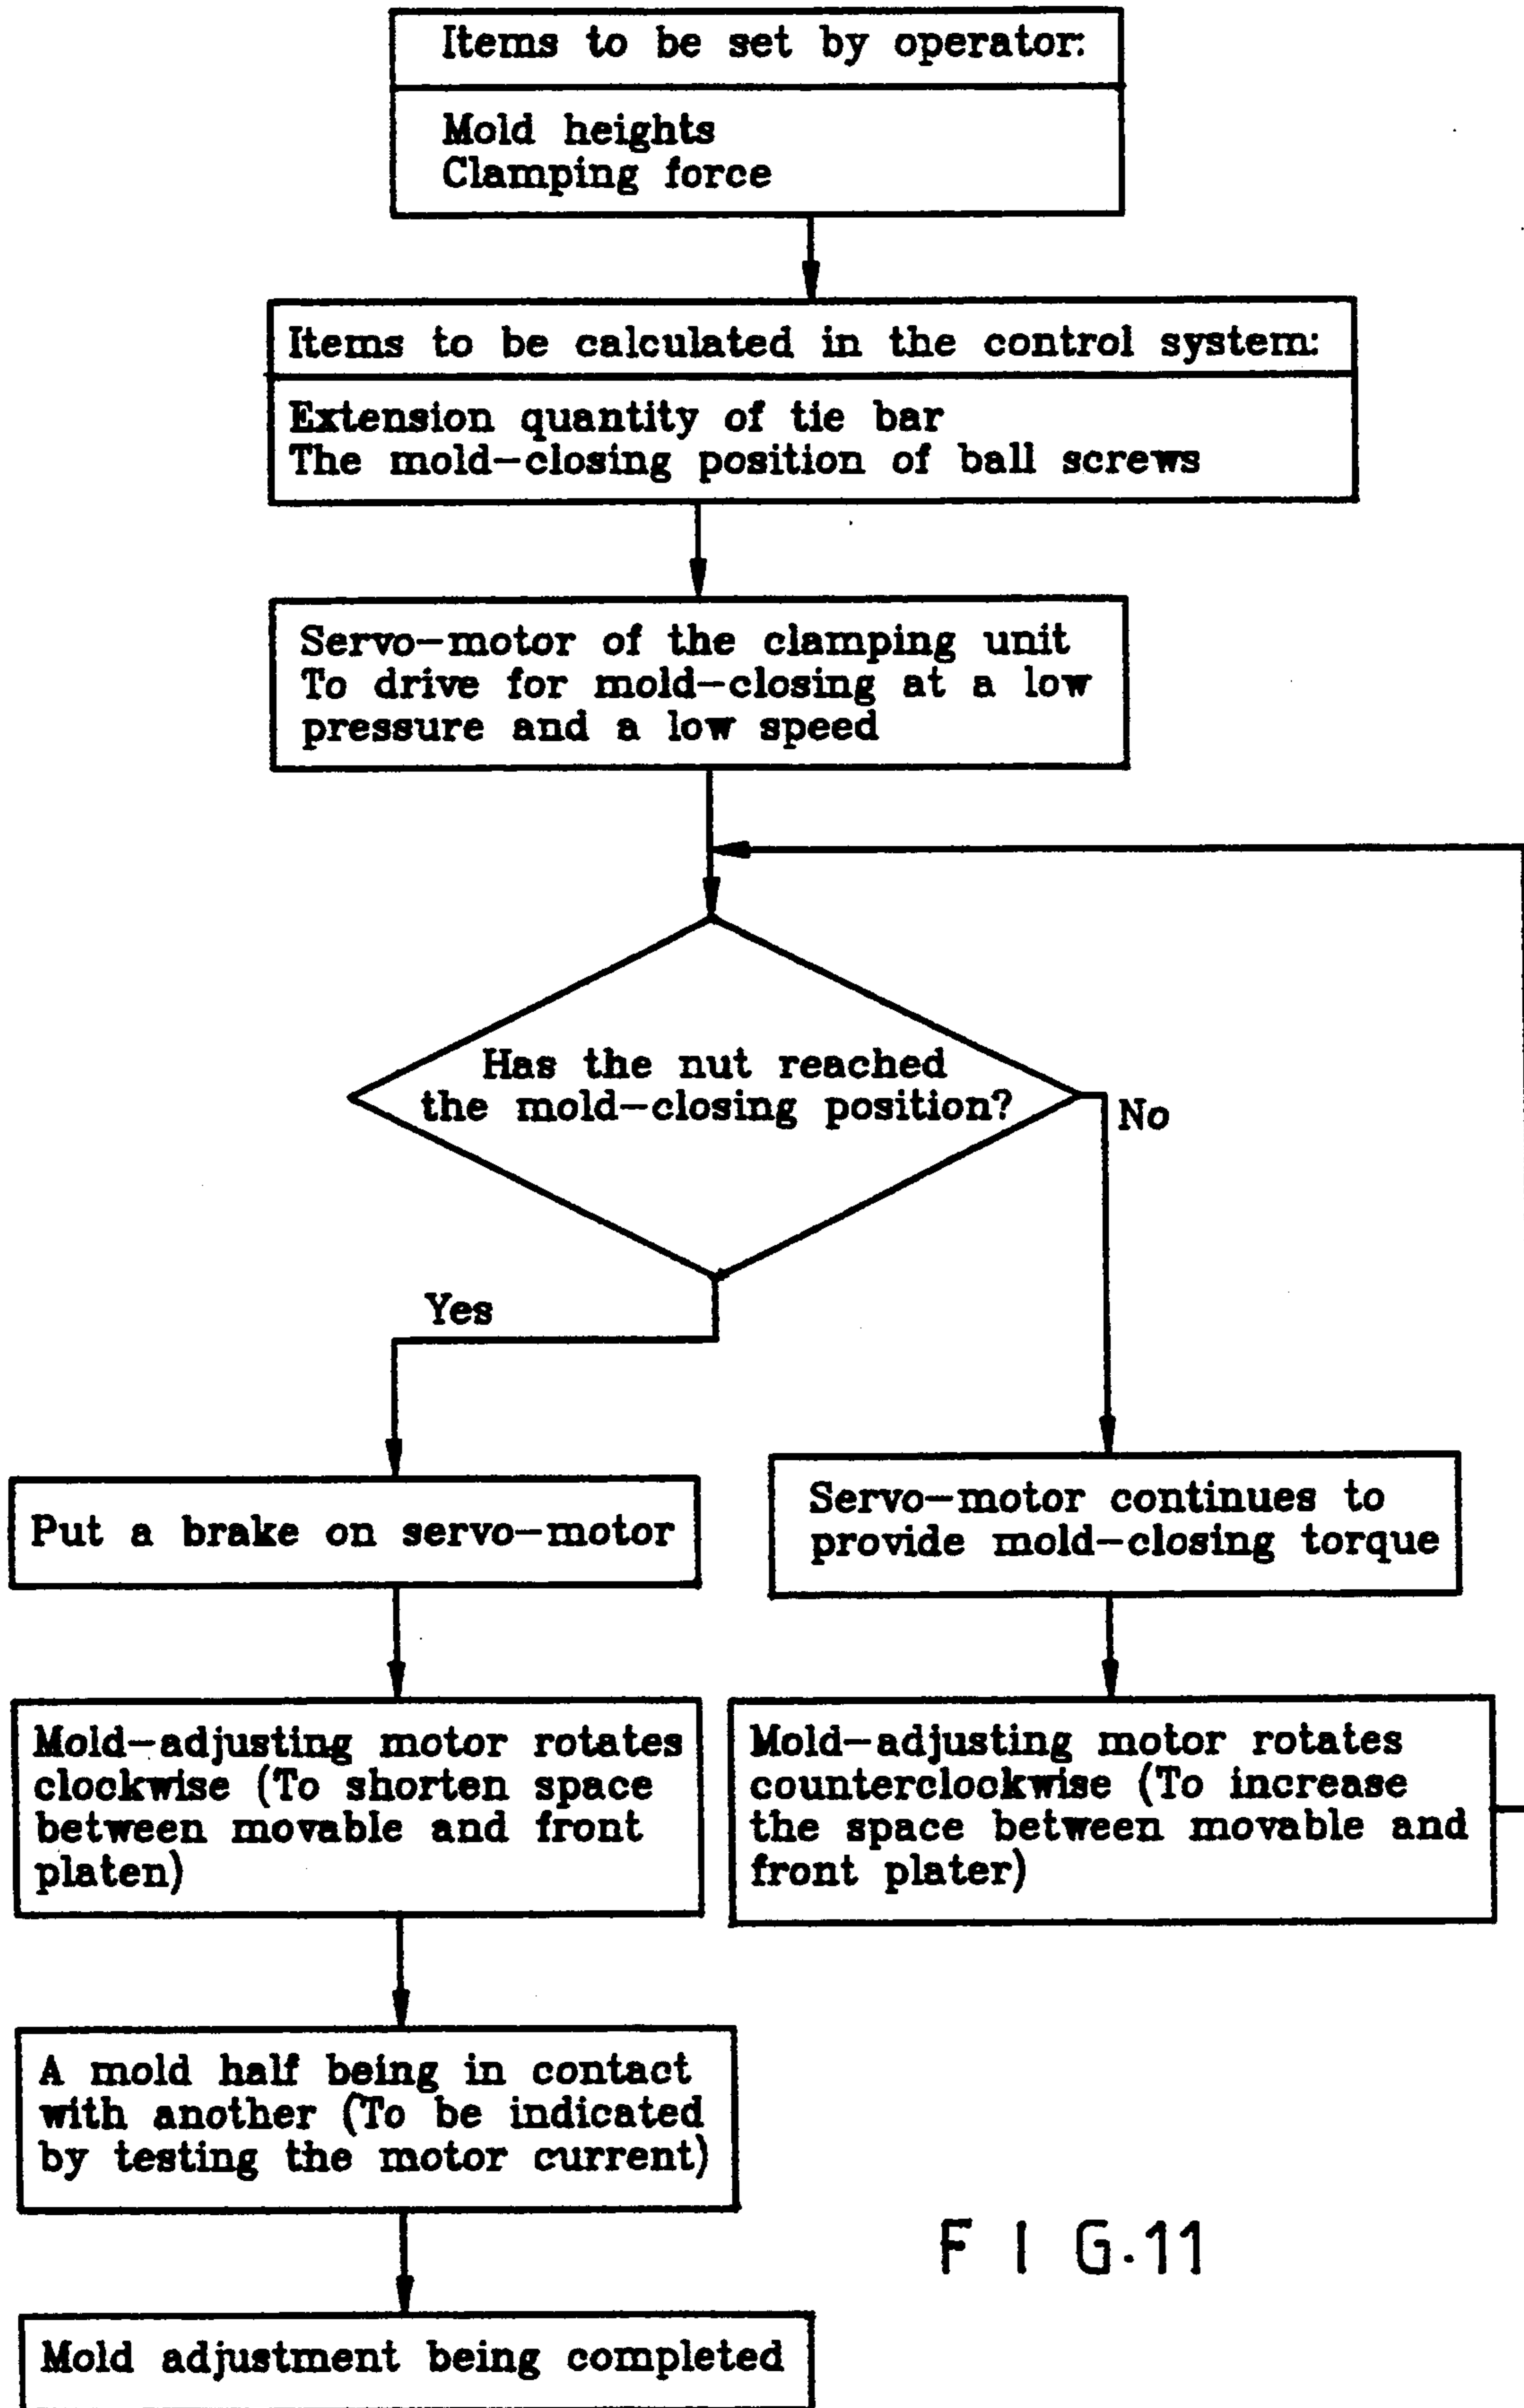 Items to be set by operator:
Mold heights
Clamping force
Items to be calculated in the control system:
Extension quantity of tie bar
The mold-closing position of ball screws
Servo-motor of the clamping unit
To drive for mold-closing at a low
pressure and a low speed
Has the nut reached
the mold-closing position?
No
Yes
Put a brake on servo-motor
Servo-motor continues to
provide mold-closing torque
Mold-adjusting motor rotates
clockwise (To shorten space
between movable and front
platen)
Mold-adjusting motor rotates
counterclockwise (To increase
the space between movable and
front plater)
A mold half being in contact
with another (To be indicated
by testing the motor current)
FIG.11
Mold adjustment being completed